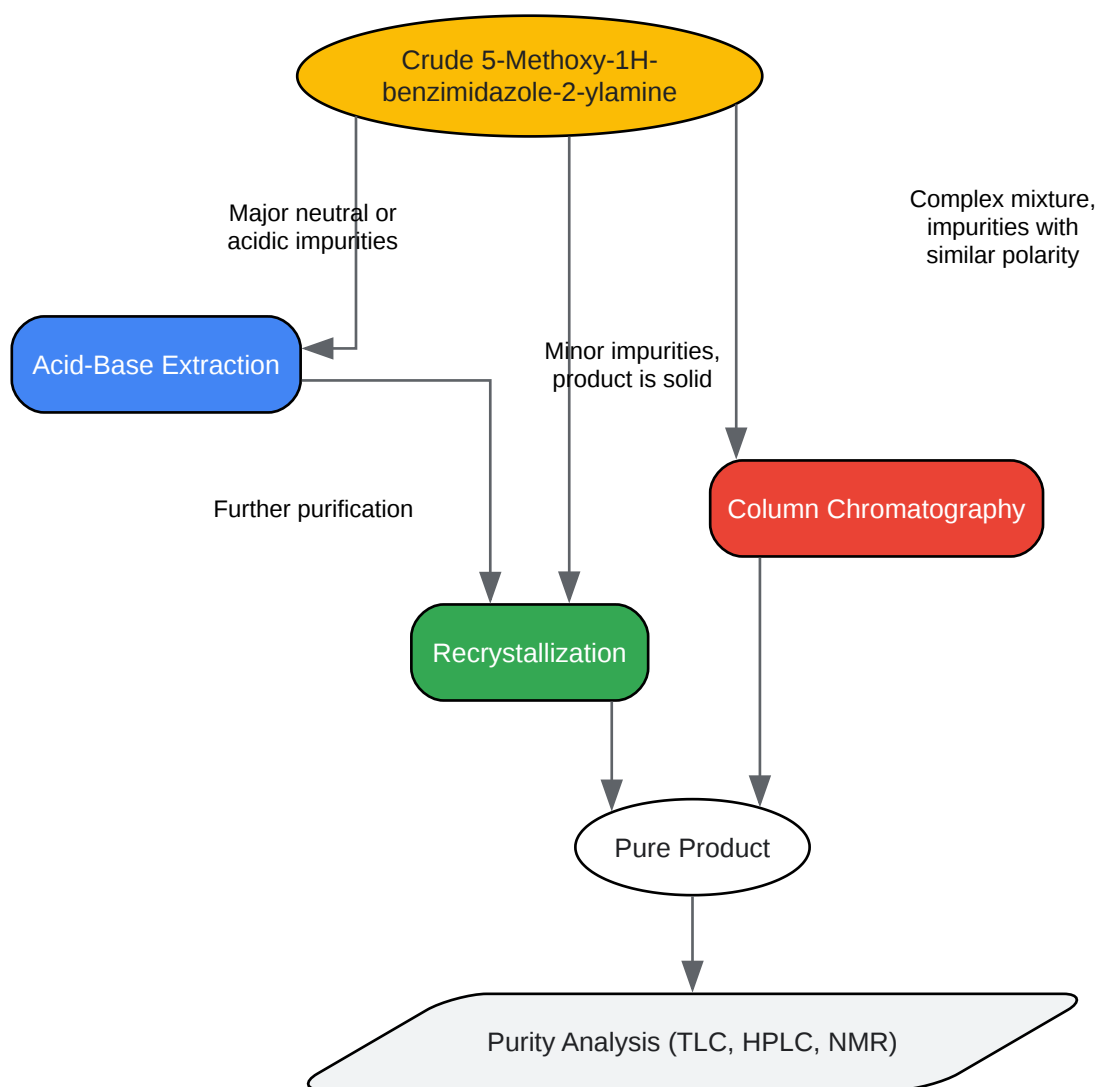 Crude 5-Methoxy-1H-
benzimidazole-2-ylamine
Major neutral or
acidic impurities
Complex mixture,
impurities with
similar polarity
Acid-Base Extraction
Minor impurities,
product is solid
Further purification
Column Chromatography
Recrystallization
Pure Product
Purity Analysis (TLC, HPLC, NMR)